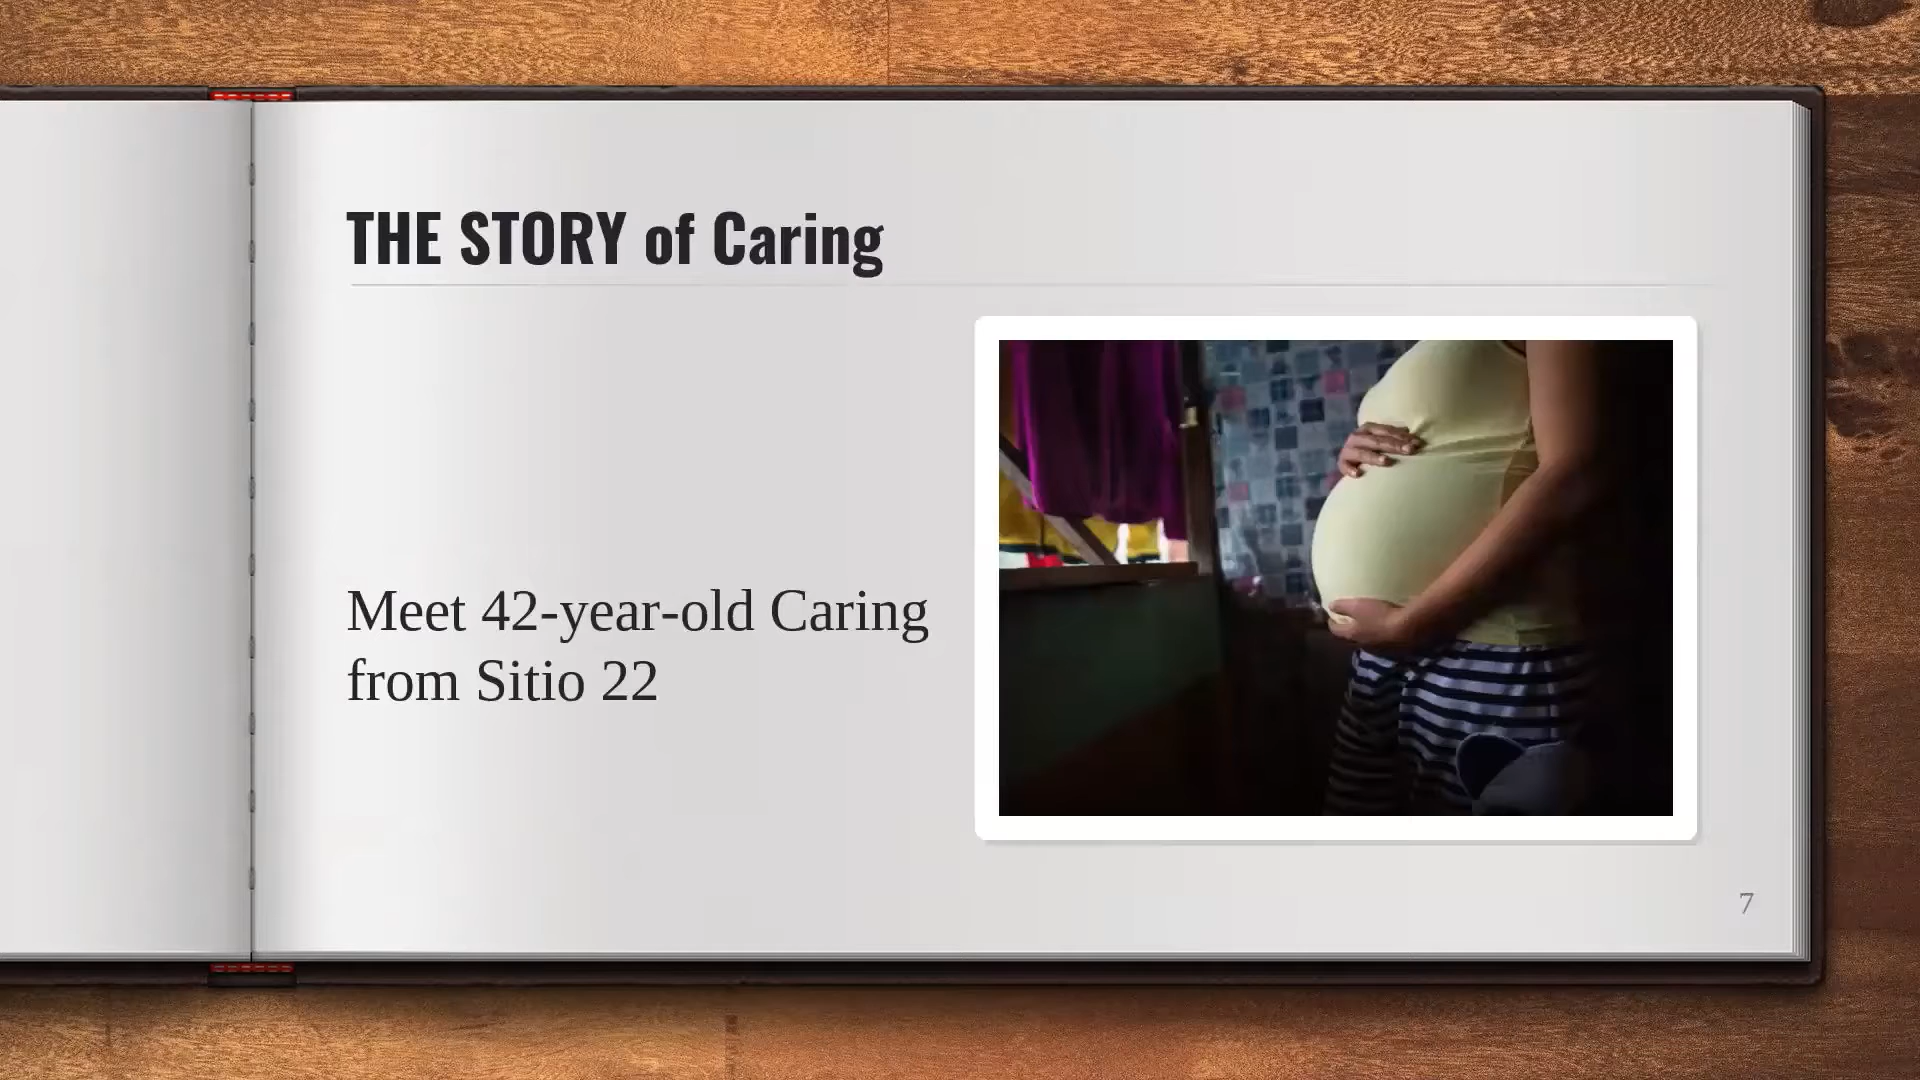 THE STORY of Caring
Meet 42-year-old Caring
from Sitio 22
7